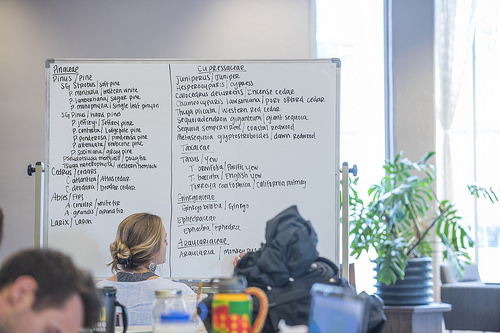 Pinaceae
Pinus / pine
SG Strobus / soft pine
P. monticola / western white
P. lambertiana / sugar pine
P. monophylla / single leaf pinyon
SG Pinus / hard pine
P. jeffreyi / Jeffrey pine
P. contorta / lodgepole pine
P. ponderosa / ponderosa pine
P. attenuata / knobcone pine
P. sabiniana / gray pine
Pseudotsuga menziesii / doug fir
Tsuga heterophylla / western hemlock
Cedrus / cedars
C. atlantica / Atlas cedar
C. deodara / deodar cedar
Abies / Firs
A. concolor / white fir
A. grandis / grand fir
Larix / larch
Cupressaceae
Juniperus / Juniper
Hesperocyparis / cypress
Calocedrus decurrens / incense cedar
Chamaecyparis lawsoniana / port orford cedar
Thuja plicata / Western red cedar
Sequoiadendron giganteum / giant sequoia
Sequoia sempervirens / coastal redwood
Metasequoia glyptostroboides / dawn redwood
Taxaceae
Taxus / Yew
T. brevifolia / Pacific yew
T. baccata / English yew
Torreya californica / California nutmeg
Ginkgoaceae
Ginkgo biloba / Ginkgo
Ephedraceae
Ephedra / Ephedra
Araucariaceae
Araucaria / monkey